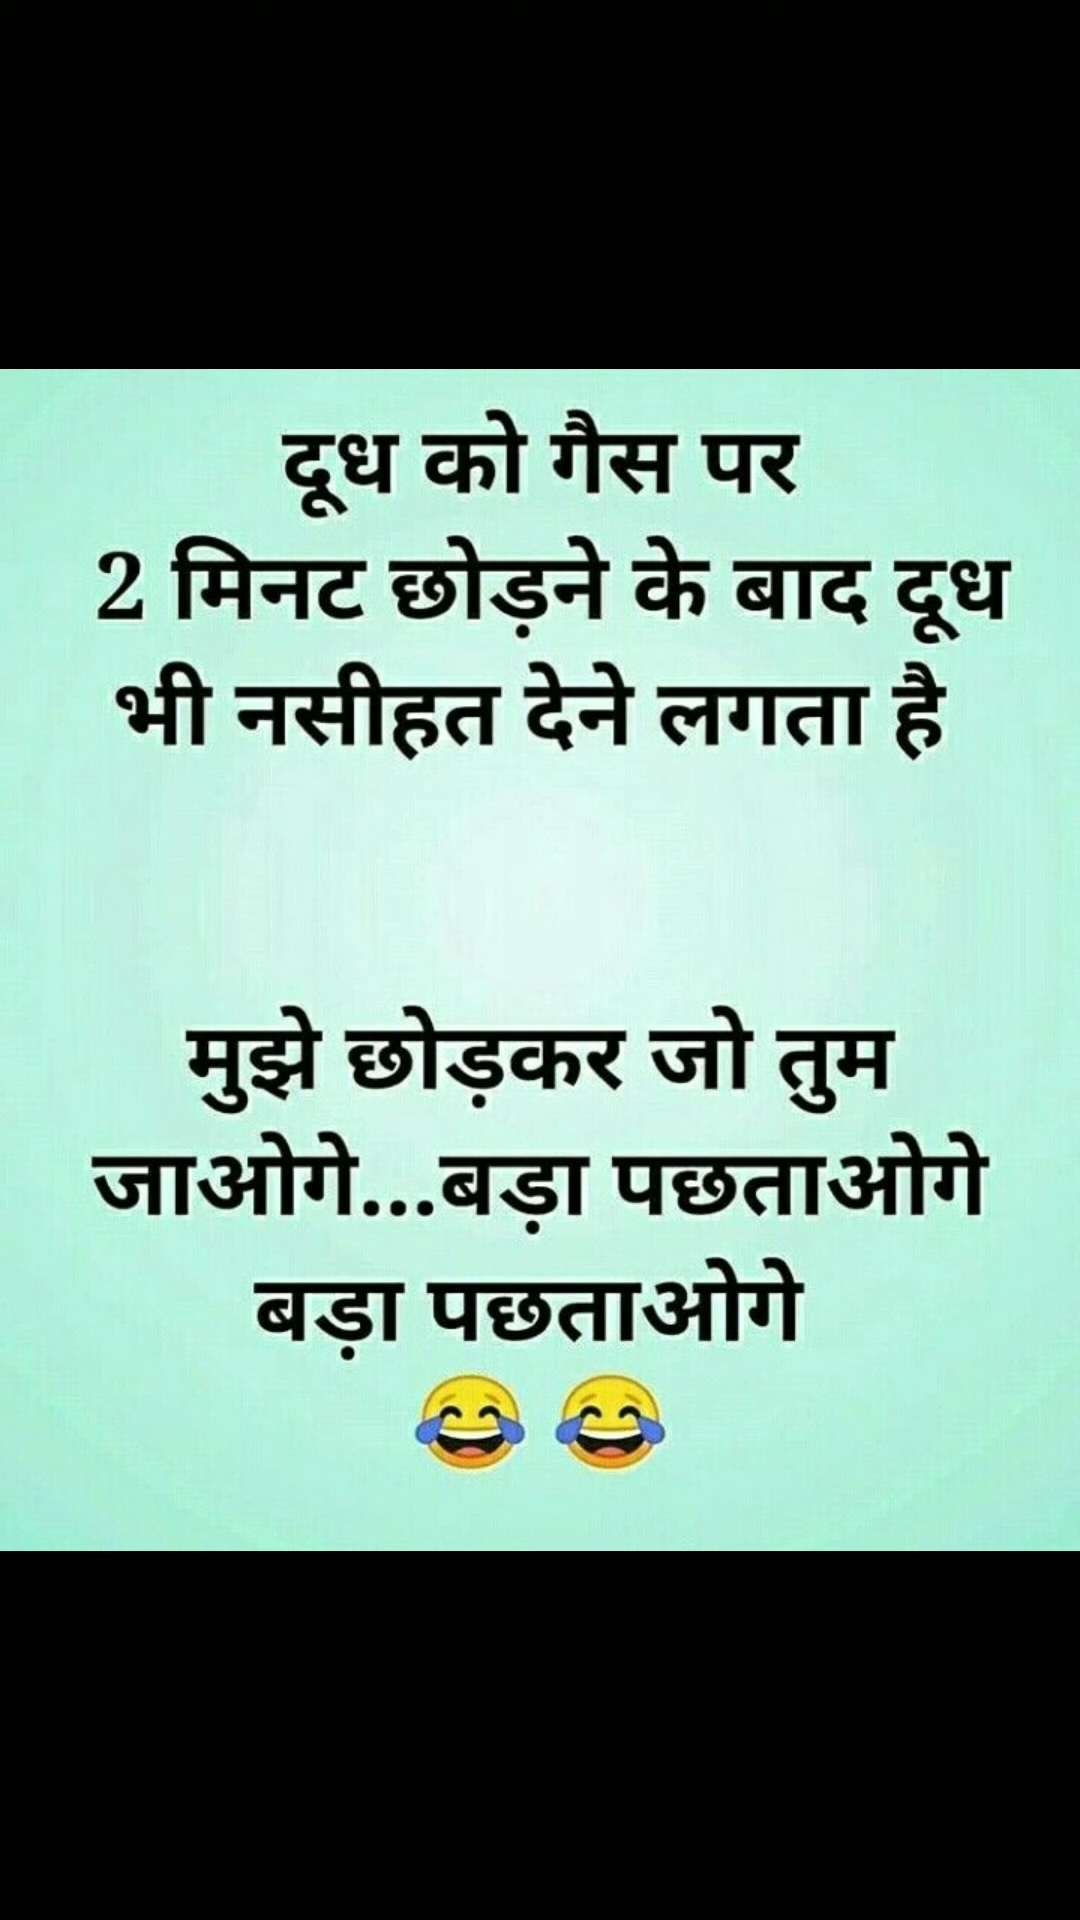 दूध को गैस पर
2 मिनट छोड़ने के बाद दूध
भी नसीहत देने लगता है
मुझे छोड़कर जो तुम
जाओगे...बड़ा पछताओगे
बड़ा पछताओगे
😂 😂